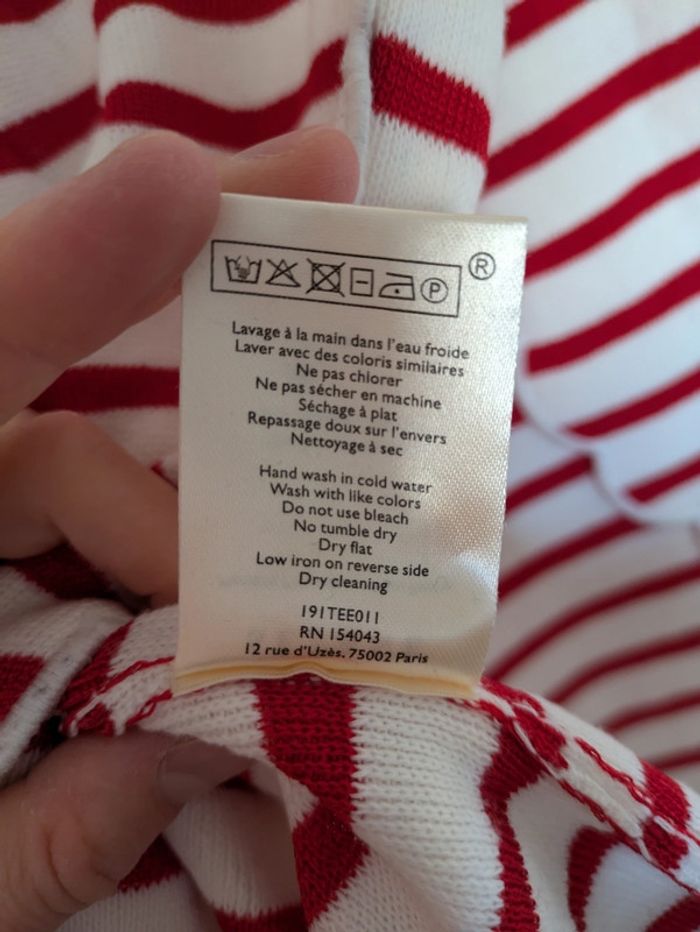 ®
P
Lavage à la main dans l'eau froide
Laver avec des coloris similaires
Ne pas chlorer
Ne pas sécher en machine
Séchage à plat
Repassage doux sur l'envers
Nettoyage à sec
Hand wash in cold water
Wash with like colors
Do not use bleach
No tumble dry
Dry flat
Low iron on reverse side
Dry cleaning
191TEE011
RN 154043
12 rue d'Uzès. 75002 Paris